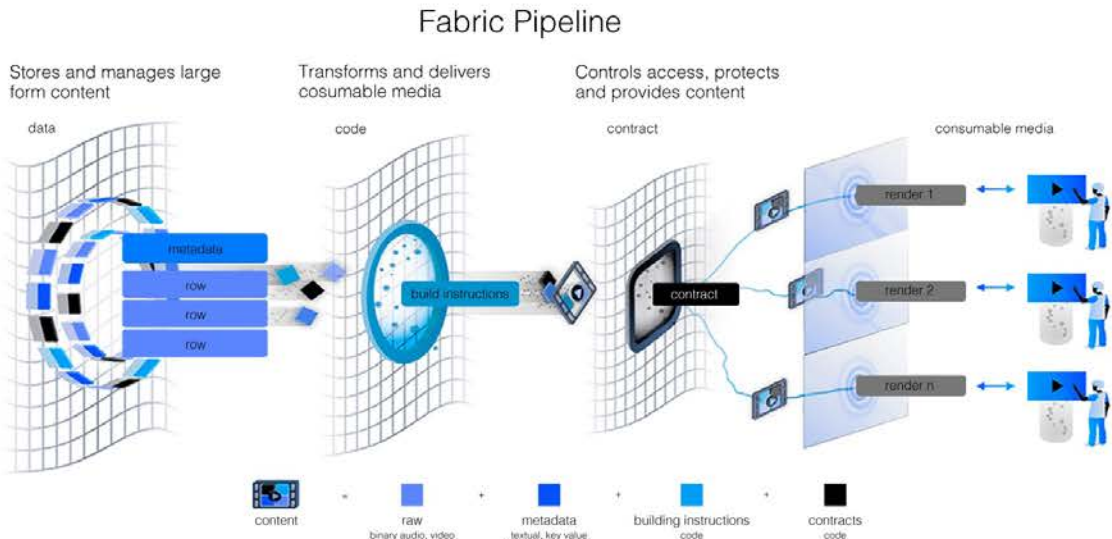 Fabric Pipeline
Stores and manages large
form content
Transforms and delivers
cosumable media
Controls access, protects
and provides content
data
code
contract
consumable media
metadata
row
row
row
build instructions
contract
render.1
render.2
render.n
content
=
raw
binary audio, video
+
metadata
textual, key value
+
building instructions
code
+
contracts
code